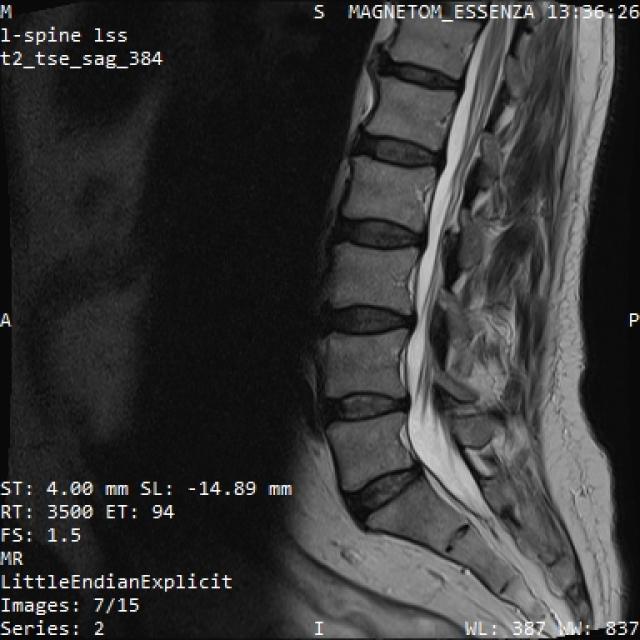 M
S
MAGNETOM_ESSENZA 13:36:26
l-spine lss
t2_tse_sag_384
A
P
ST: 4.00 mm SL: -14.89 mm
RT: 3500 ET: 94
FS: 1.5
MR
LittleEndianExplicit
Images: 7/15
Series: 2
I
WL: 387 WW: 837